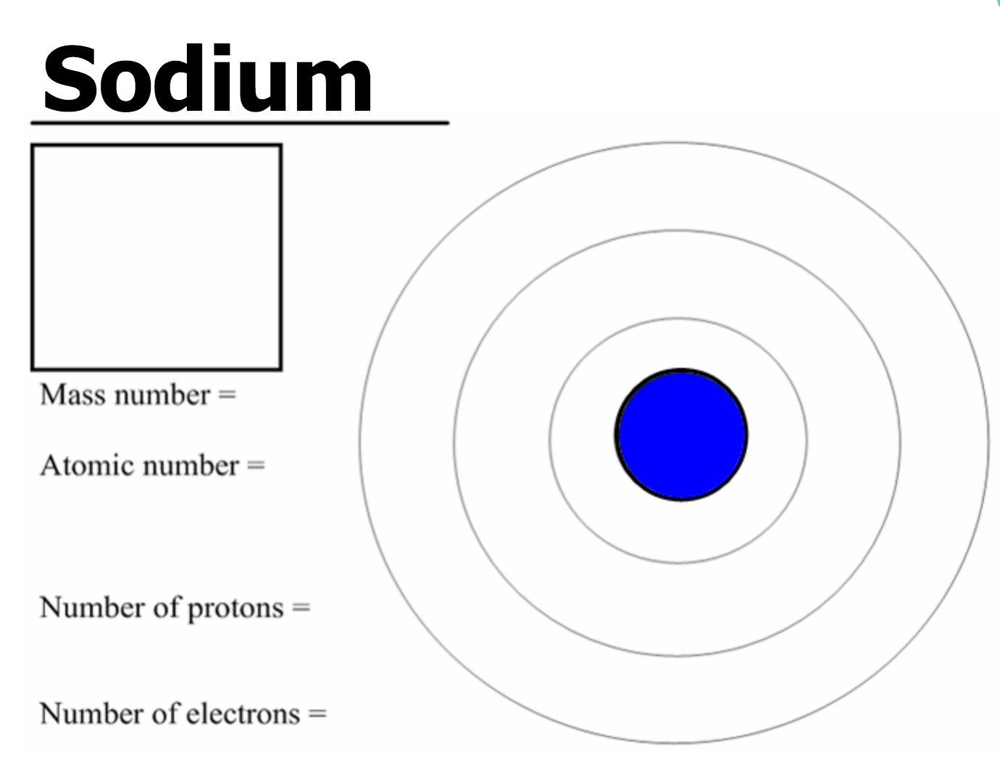 Sodium
Mass number =
Atomic number =
Number of protons =
Number of electrons =